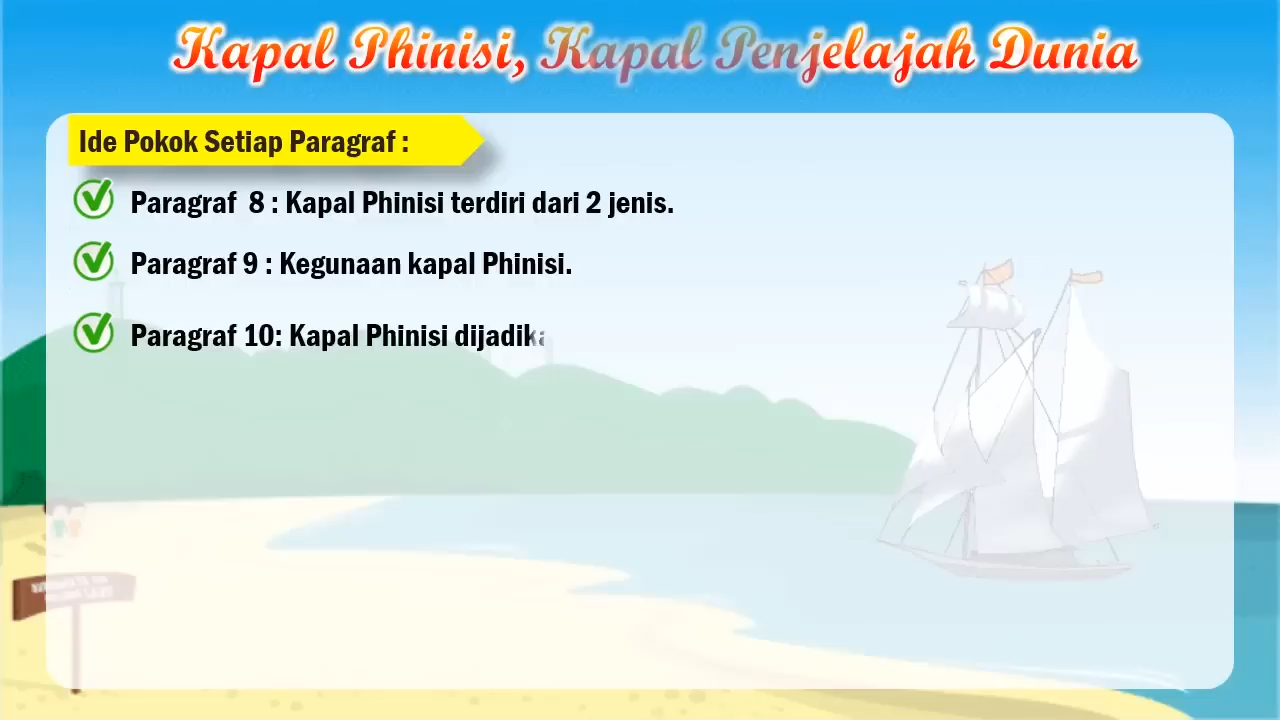 Kapal Phinisi, Kapal Penjelajah Dunia
Ide Pokok Setiap Paragraf :
Paragraf 8 : Kapal Phinisi terdiri dari 2 jenis.
Paragraf 9 : Kegunaan kapal Phinisi.
Paragraf 10: Kapal Phinisi dijadika